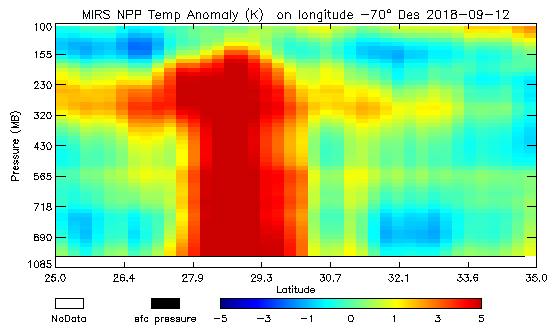 MIRS NPP Temp Anomaly (K) on longitude −70° Des 2018−09−12
100
155
230
320
430
565
718
890
1085
Pressure (MB)
25.0 26.4 27.9 29.3 30.7 32.1 33.6 35.0
Latitude
NoData sfc pressure −5 −3 −1 0 1 3 5